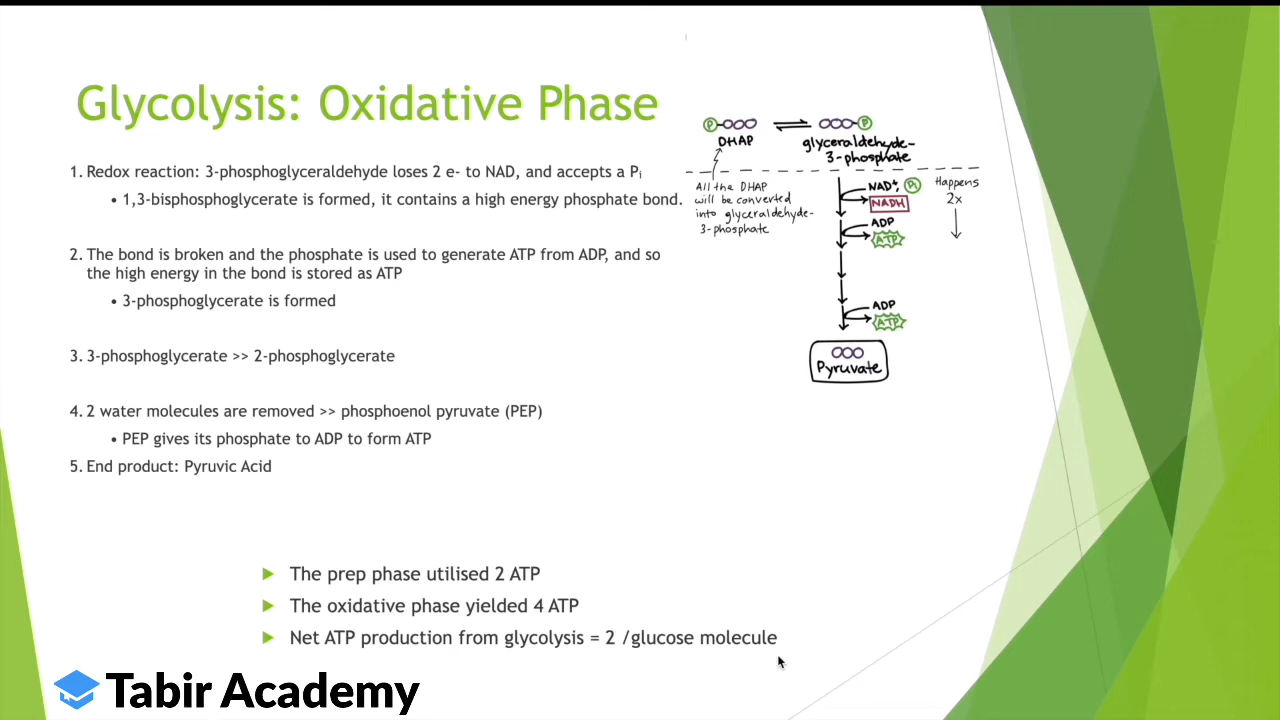 Glycolysis: Oxidative Phase
1. Redox reaction: 3-phosphoglyceraldehyde loses 2 e- to NAD, and accepts a Pᵢ
• 1,3-bisphosphoglycerate is formed, it contains a high energy phosphate bond.
2. The bond is broken and the phosphate is used to generate ATP from ADP, and so
the high energy in the bond is stored as ATP
• 3-phosphoglycerate is formed
3. 3-phosphoglycerate >> 2-phosphoglycerate
4. 2 water molecules are removed >> phosphoenol pyruvate (PEP)
• PEP gives its phosphate to ADP to form ATP
5. End product: Pyruvic Acid
P
DHAP
P
glyceraldehyde-
3-phosphate
All the DHAP
will be converted
into glyceraldehyde-
3-phosphate
NAD⁺, Pi
NADH
ADP
ATP
Happens
2x
ADP
ATP
Pyruvate
The prep phase utilised 2 ATP
The oxidative phase yielded 4 ATP
Net ATP production from glycolysis = 2 /glucose molecule
Tabir Academy